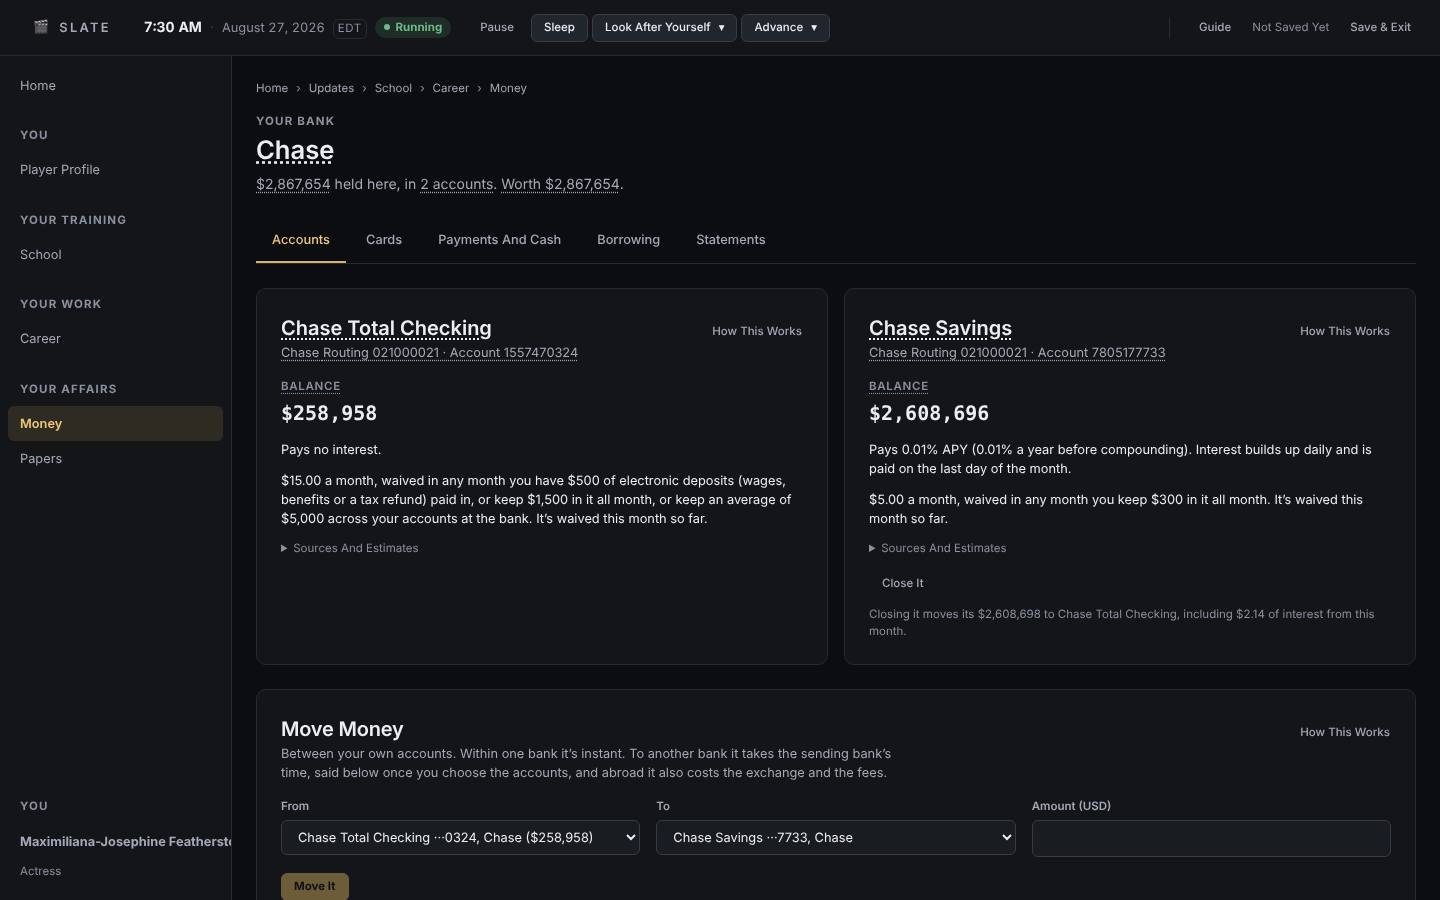 SLATE
7:30 AM · August 27, 2026 EDT Running
Pause
Sleep
Look After Yourself
Advance
Guide
Not Saved Yet
Save & Exit
Home
YOU
Player Profile
YOUR TRAINING
School
YOUR WORK
Career
YOUR AFFAIRS
Money
Papers
YOU
Maximiliana-Josephine Featherst
Actress
Home › Updates › School › Career › Money
YOUR BANK
Chase
$2,867,654 held here, in 2 accounts. Worth $2,867,654.
Accounts
Cards
Payments And Cash
Borrowing
Statements
Chase Total Checking
How This Works
Chase Routing 021000021 · Account 1557470324
BALANCE
$258,958
Pays no interest.
$15.00 a month, waived in any month you have $500 of electronic deposits (wages,
benefits or a tax refund) paid in, or keep $1,500 in it all month, or keep an average of
$5,000 across your accounts at the bank. It’s waived this month so far.
Sources And Estimates
Chase Savings
How This Works
Chase Routing 021000021 · Account 7805177733
BALANCE
$2,608,696
Pays 0.01% APY (0.01% a year before compounding). Interest builds up daily and is
paid on the last day of the month.
$5.00 a month, waived in any month you keep $300 in it all month. It’s waived this
month so far.
Sources And Estimates
Close It
Closing it moves its $2,608,698 to Chase Total Checking, including $2.14 of interest from this
month.
Move Money
How This Works
Between your own accounts. Within one bank it’s instant. To another bank it takes the sending bank’s
time, said below once you choose the accounts, and abroad it also costs the exchange and the fees.
From
To
Amount (USD)
Chase Total Checking ···0324, Chase ($258,958)
Chase Savings ···7733, Chase
Move It